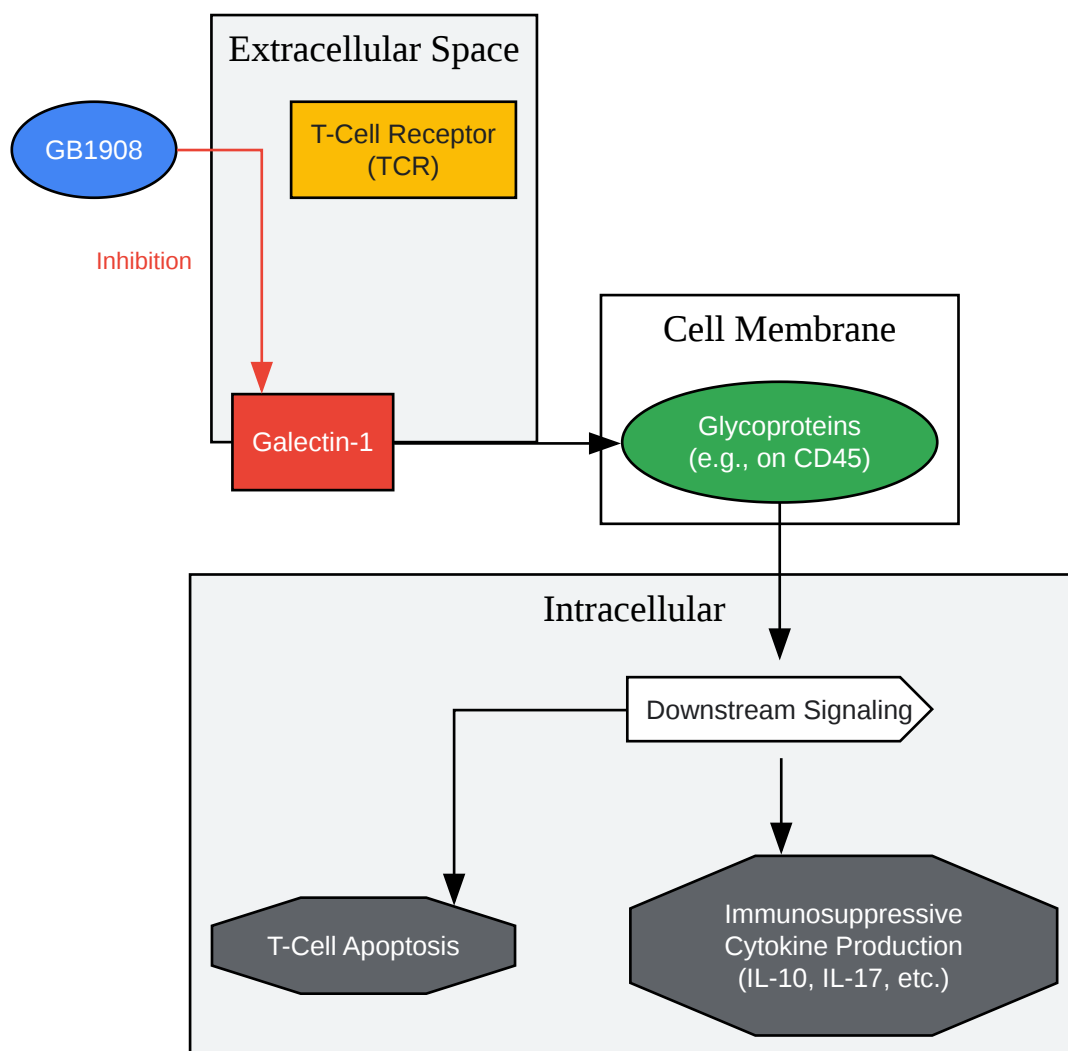 Extracellular Space
GB1908
T-Cell Receptor
(TCR)
Inhibition
Cell Membrane
Galectin-1
Glycoproteins
(e.g., on CD45)
Intracellular
Downstream Signaling
T-Cell Apoptosis
Immunosuppressive
Cytokine Production
(IL-10, IL-17, etc.)